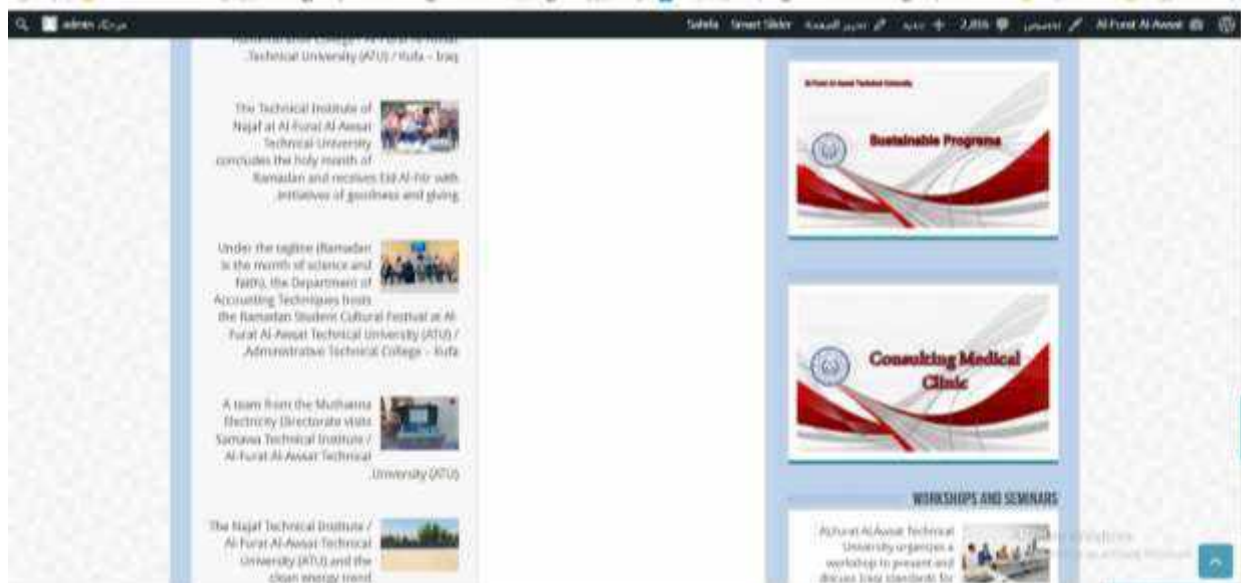 admin
Salela Smart Slider
2,816
Al-Furat Al-Awsat
Technical University (ATU) / Kufa – Iraq.
The Technical Institute of
Najaf at Al-Furat Al-Awsat
Technical University
concludes the holy month of
Ramadan and receives Eid Al-Fitr with
.initiatives of goodness and giving
Under the tagline (Ramadan
is the month of science and
faith), the Department of
Accounting Techniques hosts
the Ramadan Student Cultural Festival at Al-
Furat Al-Awsat Technical University (ATU) /
.Administrative Technical College – Kufa
A team from the Muthanna
Electricity Directorate visits
Samawa Technical Institute /
Al-Furat Al-Awsat Technical
.University (ATU)
The Najaf Technical Institute /
Al-Furat Al-Awsat Technical
University (ATU) and the
clean energy trend
Al-Furat Al-Awsat Technical University
Sustainable Programs
Consulting Medical
Clinic
WORKSHOPS AND SEMINARS
Al-Furat Al-Awsat Technical
University organizes a
workshop to present and
discuss
standards for